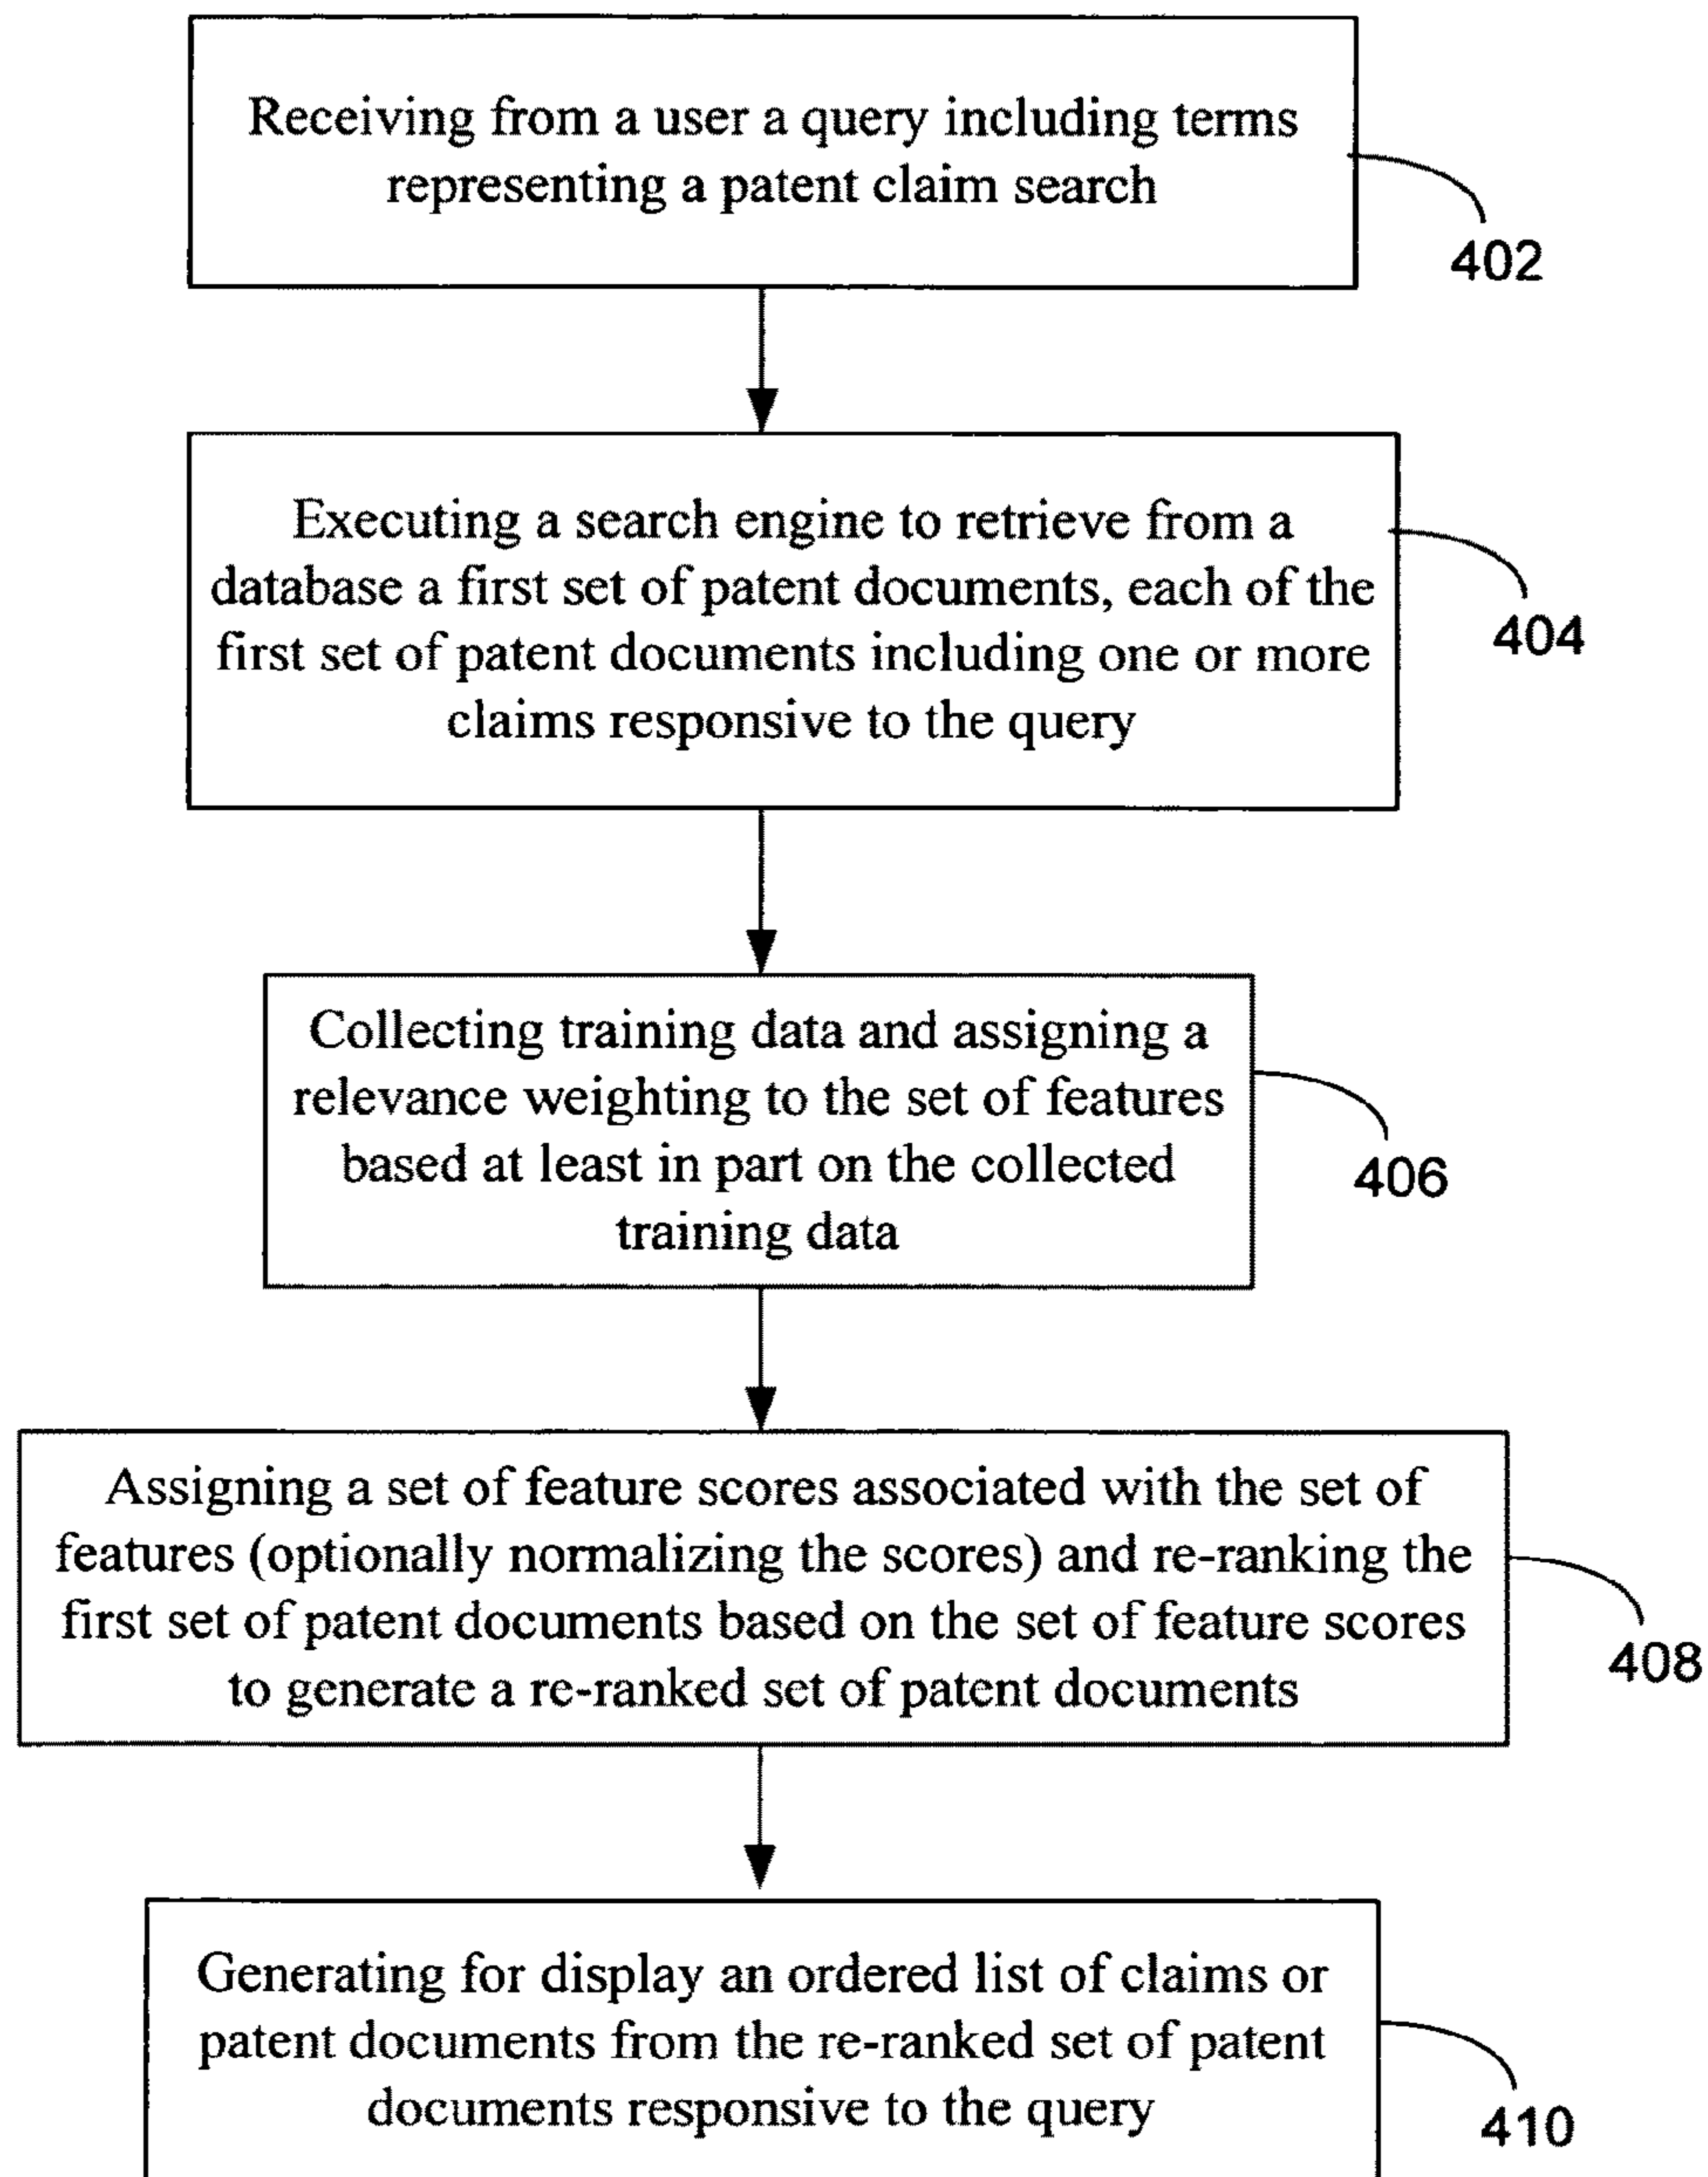 Receiving from a user a query including terms
representing a patent claim search
402
Executing a search engine to retrieve from a
database a first set of patent documents, each of the
first set of patent documents including one or more
claims responsive to the query
404
Collecting training data and assigning a
relevance weighting to the set of features
based at least in part on the collected
training data
406
Assigning a set of feature scores associated with the set of
features (optionally normalizing the scores) and re-ranking the
first set of patent documents based on the set of feature scores
to generate a re-ranked set of patent documents
408
Generating for display an ordered list of claims or
patent documents from the re-ranked set of patent
documents responsive to the query
410